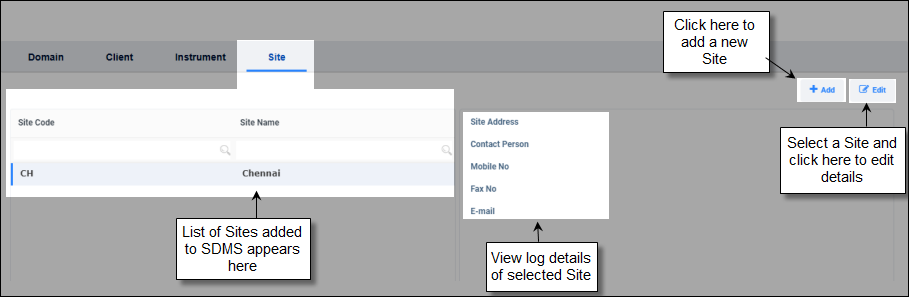 Click here to
add a new
Site
Domain
Client
Instrument
Site
Add
Edit
Site Code
Site Name
CH
Chennai
Site Address
Contact Person
Mobile No
Fax No
E-mail
Select a Site and
click here to edit
details
List of Sites added
to SDMS appears
here
View log details
of selected Site